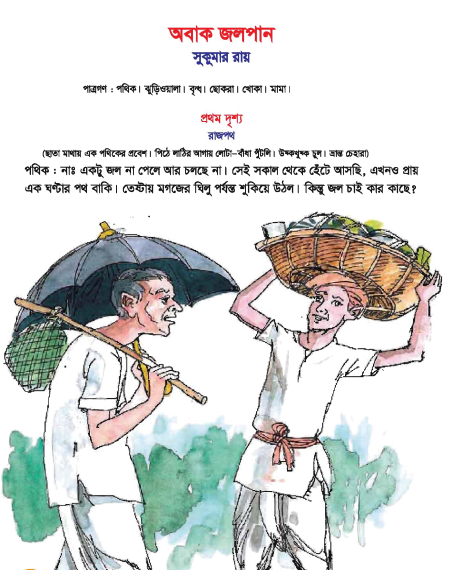 অবাক জলপান
সুকুমার রায়
পাত্রগণ : পথিক। ঝুড়িওয়ালা। বৃদ্ধ। ছোকরা। খোকা। মামা।
প্রথম দৃশ্য
রাজপথ
(ছাতা মাথায় এক পথিকের প্রবেশ। পিঠে লাঠির আগায় লোটা-বাঁধা পুঁটলি। উষ্কখুষ্ক চুল। শ্রান্ত চেহারা)
পথিক : নাঃ একটু জল না পেলে আর চলছে না। সেই সকাল থেকে হেঁটে আসছি, এখনও প্রায়
এক ঘণ্টার পথ বাকি। তেষ্টায় মগজের ঘিলু পর্যন্ত শুকিয়ে উঠল। কিন্তু জল চাই কার কাছে?